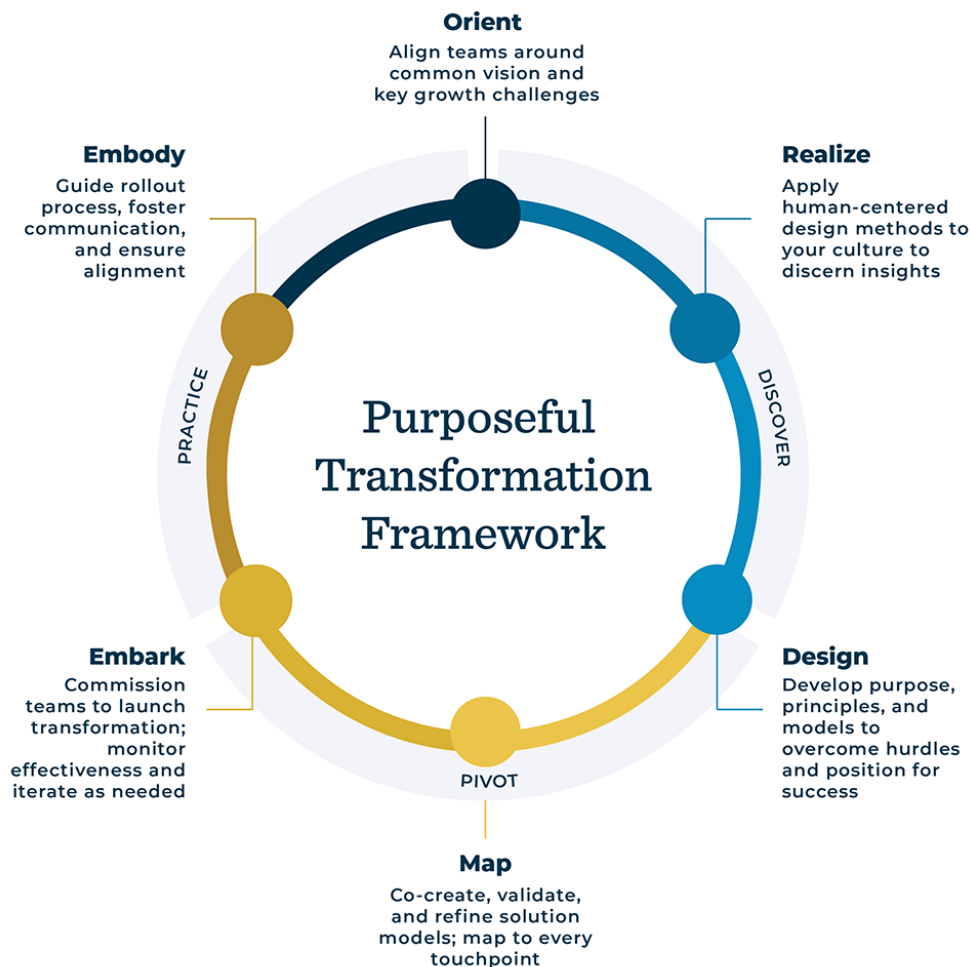 Orient
Align teams around
common vision and
key growth challenges
Realize
Apply
human-centered
design methods to
your culture to
discern insights
DISCOVER
Design
Develop purpose,
principles, and
models to
overcome hurdles
and position for
success
PIVOT
Map
Co-create, validate,
and refine solution
models; map to every
touchpoint
Embark
Commission
teams to launch
transformation;
monitor
effectiveness and
iterate as needed
PRACTICE
Embody
Guide rollout
process, foster
communication,
and ensure
alignment
Purposeful
Transformation
Framework